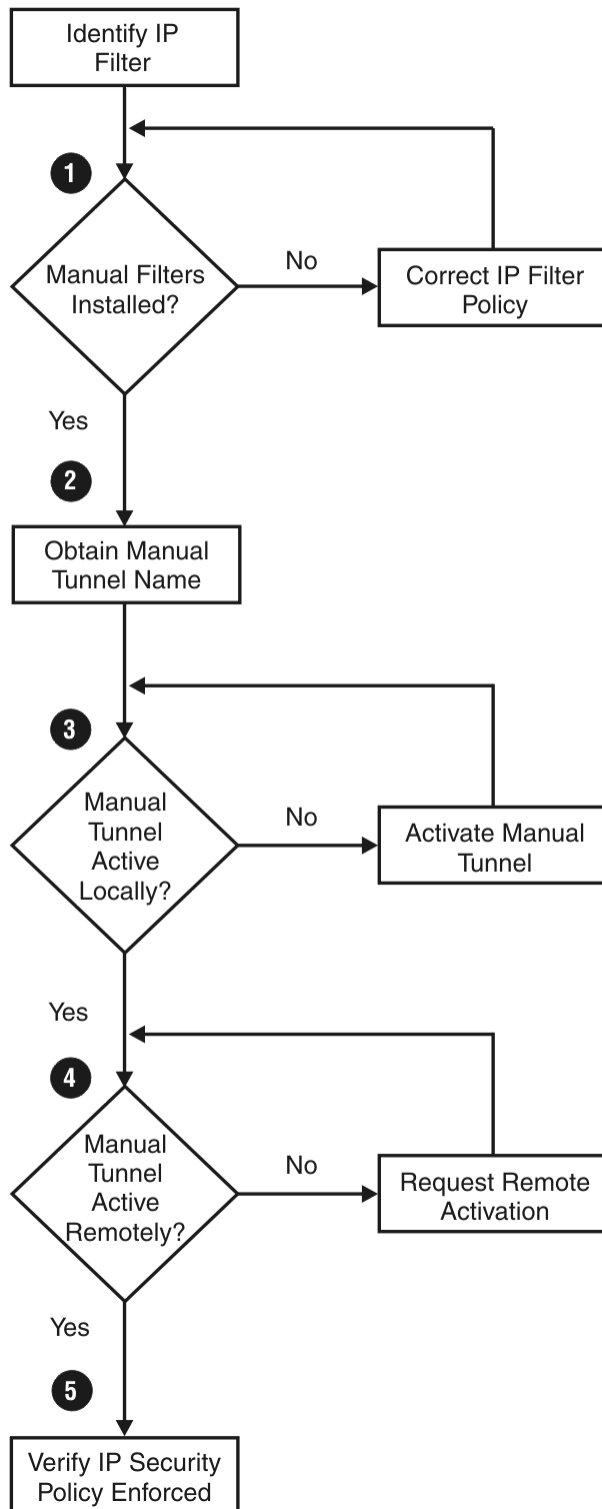 Identify IP
Filter
1
Manual Filters
Installed?
No
Correct IP Filter
Policy
Yes
2
Obtain Manual
Tunnel Name
3
Manual
Tunnel
Active
Locally?
No
Activate Manual
Tunnel
Yes
4
Manual
Tunnel
Active
Remotely?
No
Request Remote
Activation
Yes
5
Verify IP Security
Policy Enforced